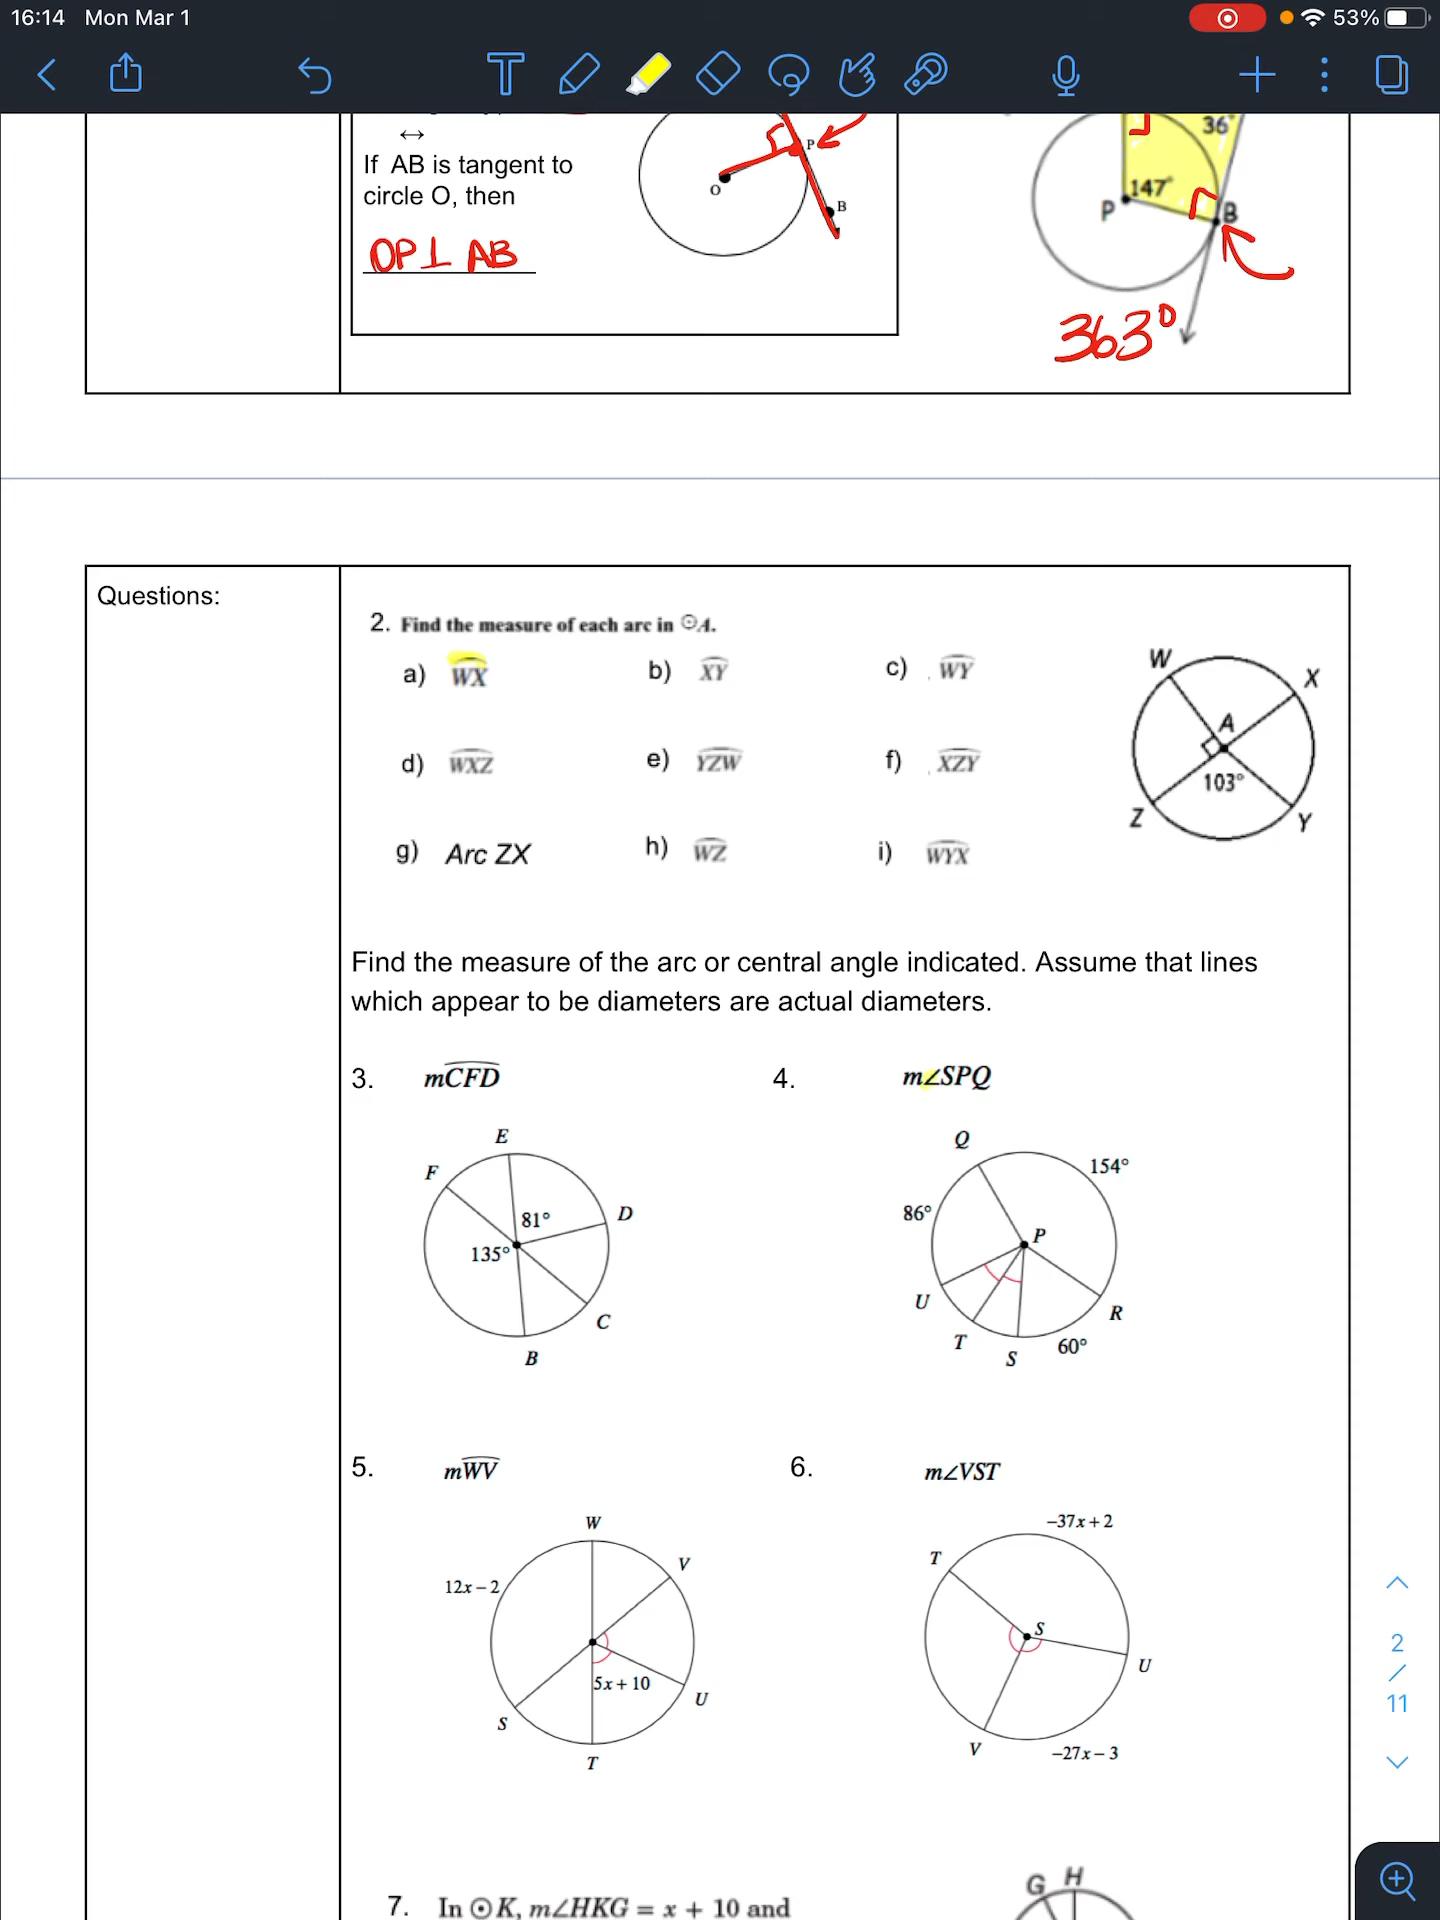 16:14 Mon Mar 1
53%
T
↔
If AB is tangent to
circle O, then
OP⊥ AB
O
P
B
36°
147°
P
B
363°
Questions:
2. Find the measure of each arc in ⊙A.
a) WX
b) XY
c) WY
d) WXZ
e) YZW
f) XZY
g) Arc ZX
h) WZ
i) WYX
W
X
A
103°
Z
Y
Find the measure of the arc or central angle indicated. Assume that lines
which appear to be diameters are actual diameters.
3. mCFD
E
F
D
81°
135°
C
B
4. m∠SPQ
Q
154°
86°
P
U
R
T
S
60°
5. mWV
W
V
12x – 2
5x + 10
U
S
T
6. m∠VST
–37x + 2
T
S
U
V
–27x – 3
2
/
11
7. In ⊙K, m∠HKG = x + 10 and
G H